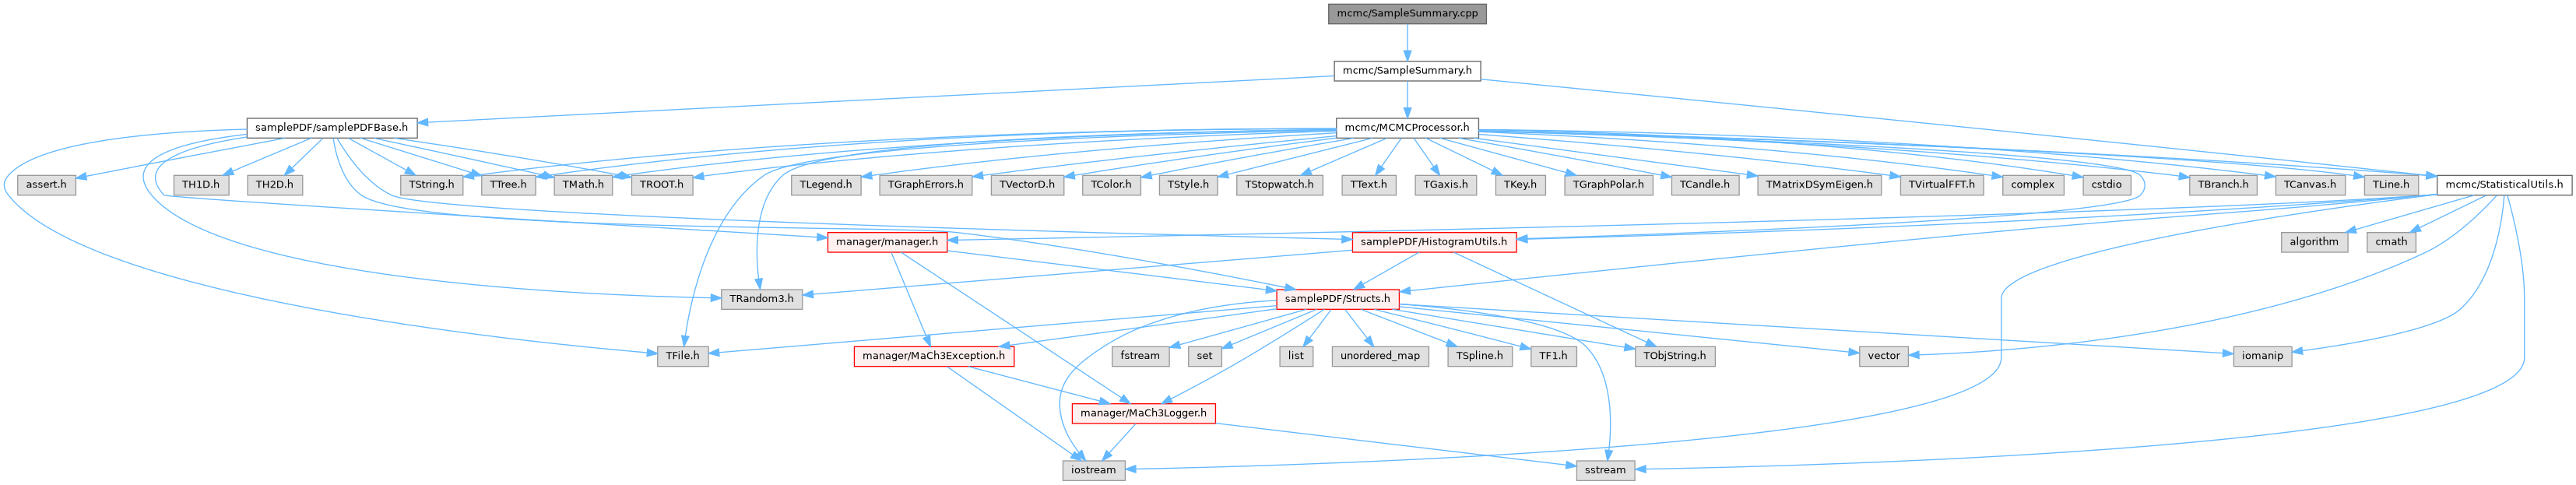 mcmc/SampleSummary.cpp
mcmc/SampleSummary.h
samplePDF/samplePDFBase.h
mcmc/MCMCProcessor.h
assert.h
TH1D.h
TH2D.h
TString.h
TTree.h
TMath.h
TROOT.h
TLegend.h
TGraphErrors.h
TVectorD.h
TColor.h
TStyle.h
TStopwatch.h
TText.h
TGaxis.h
TKey.h
TGraphPolar.h
TCandle.h
TMatrixDSymEigen.h
TVirtualFFT.h
complex
cstdio
TBranch.h
TCanvas.h
TLine.h
mcmc/StatisticalUtils.h
manager/manager.h
samplePDF/HistogramUtils.h
algorithm
cmath
TRandom3.h
samplePDF/Structs.h
TFile.h
manager/MaCh3Exception.h
fstream
set
list
unordered_map
TSpline.h
TF1.h
TObjString.h
vector
iomanip
manager/MaCh3Logger.h
iostream
sstream